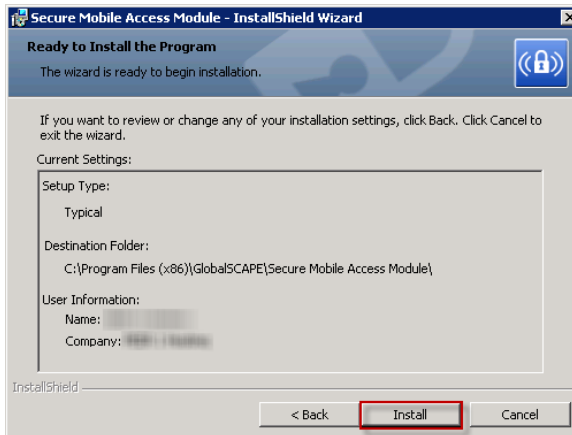 Secure Mobile Access Module - InstallShield Wizard
Ready to Install the Program
The wizard is ready to begin installation.
If you want to review or change any of your installation settings, click Back. Click Cancel to
exit the wizard.
Current Settings:
Setup Type:
Typical
Destination Folder:
C:\Program Files (x86)\GlobalSCAPE\Secure Mobile Access Module\
User Information:
Name:
Company:
InstallShield
< Back Install Cancel